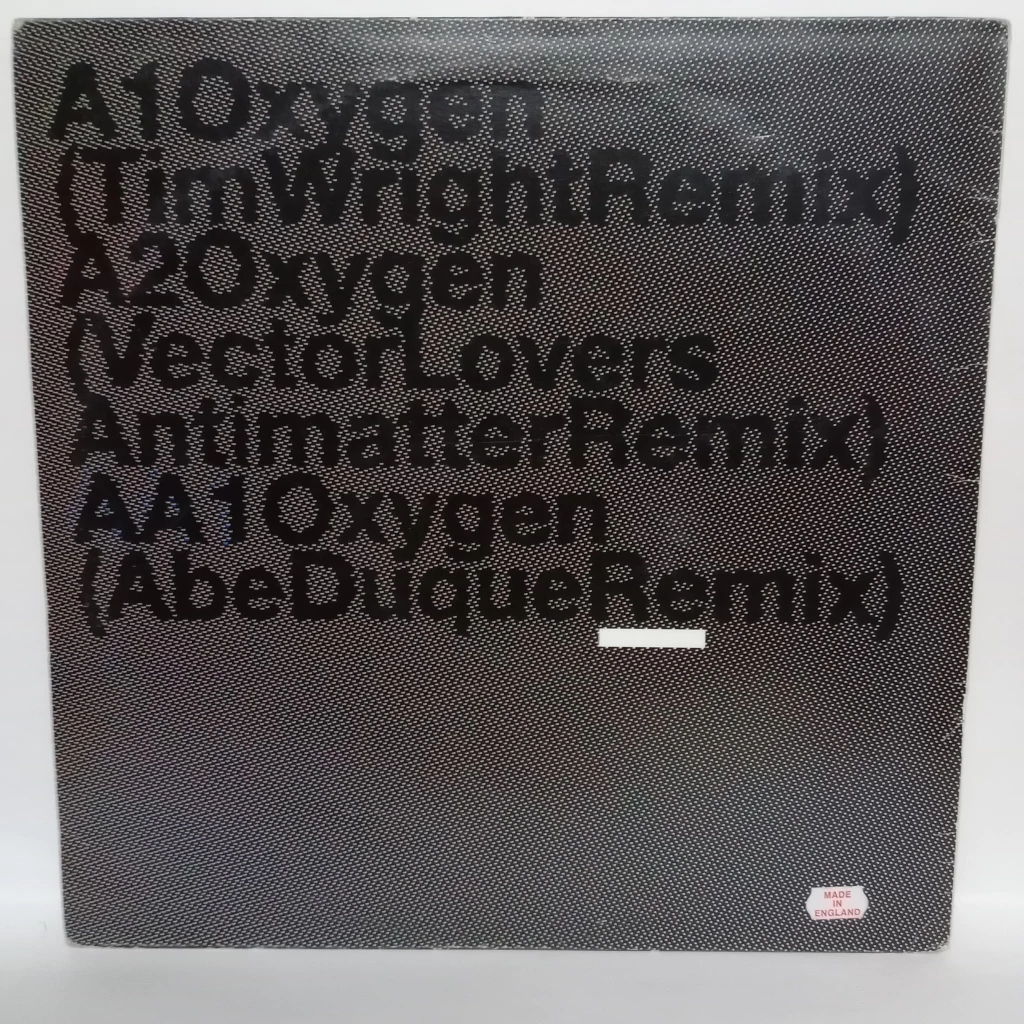 A1Oxygen
(TimWrightRemix)
A2Oxygen
(VectorLovers
AntimatterRemix)
AA1Oxygen
(AbeDuqueRemix)
MADE
IN
ENGLAND